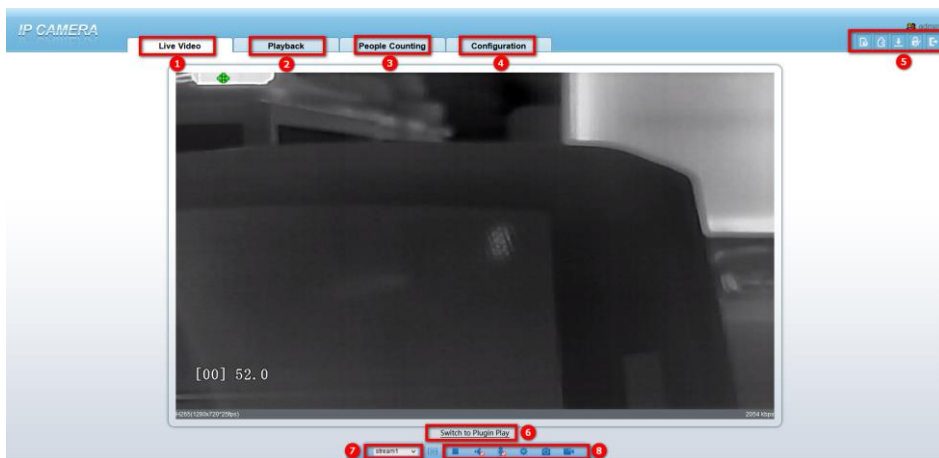 IP CAMERA
admin
Live Video
Playback
People Counting
Configuration
1
2
3
4
5
[00] 52.0
H265(1280x720*25fps)
2054 kbps
Switch to Plugin Play
6
7
stream1
8